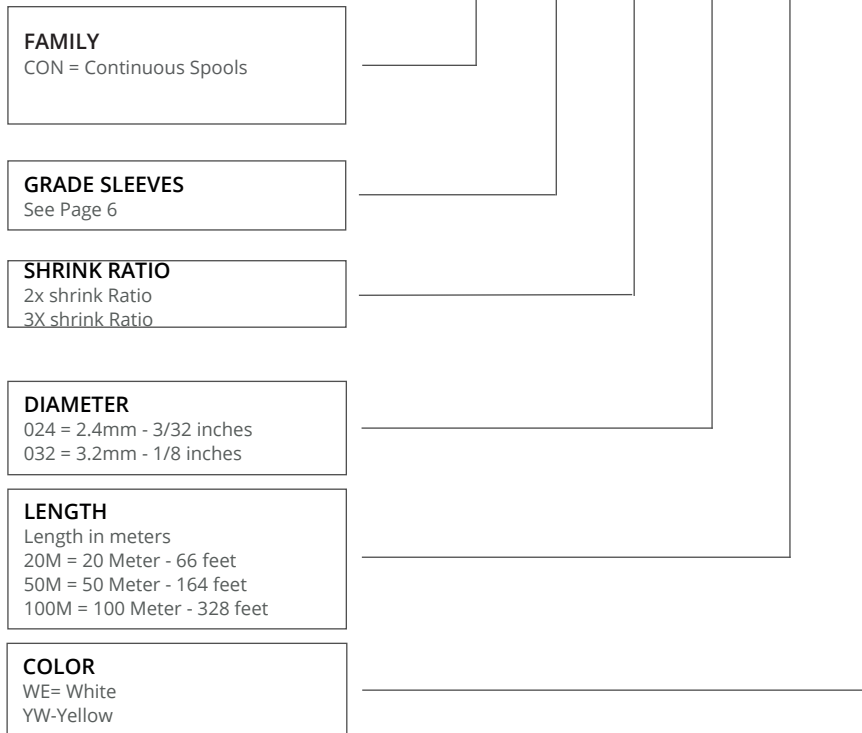 FAMILY
CON = Continuous Spools
GRADE SLEEVES
See Page 6
SHRINK RATIO
2x shrink Ratio
3X shrink Ratio
DIAMETER
024 = 2.4mm - 3/32 inches
032 = 3.2mm - 1/8 inches
LENGTH
Length in meters
20M = 20 Meter - 66 feet
50M = 50 Meter - 164 feet
100M = 100 Meter - 328 feet
COLOR
WE= White
YW-Yellow